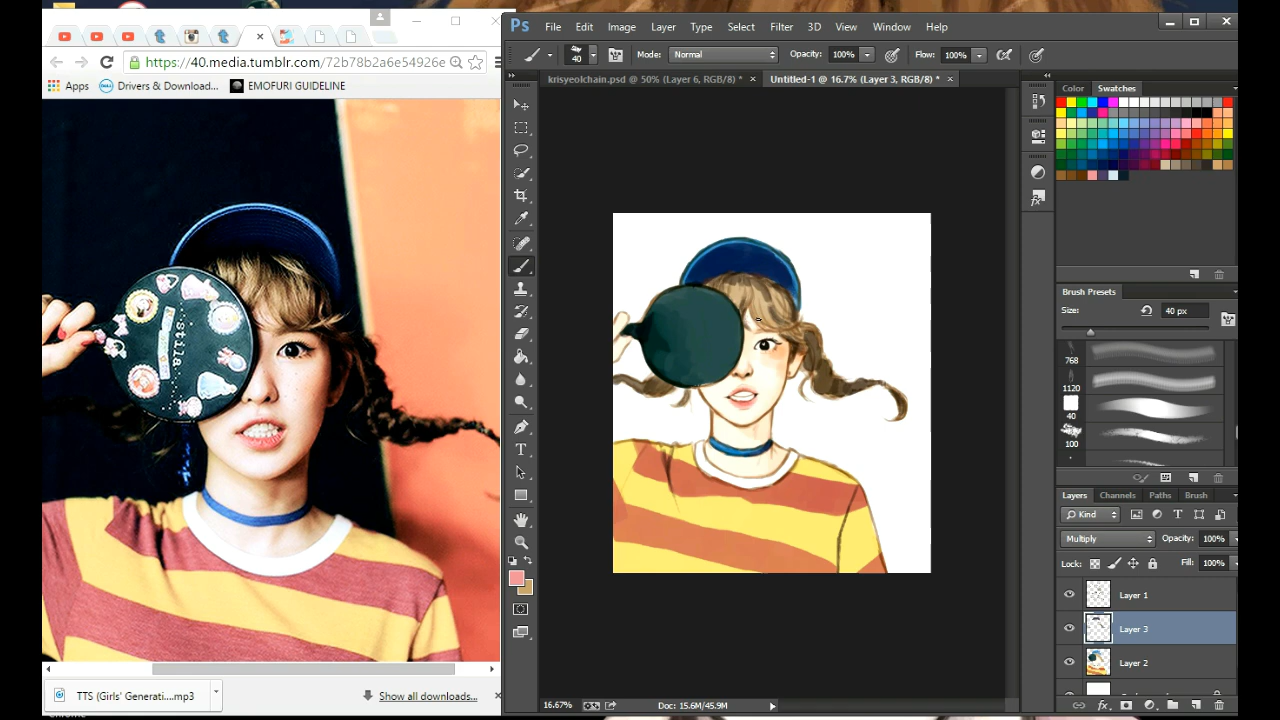 https://40.media.tumblr.com/72b78b2a6e54926e
Apps
Drivers & Download...
EMOFURI GUIDELINE
stila
TTS (Girls' Generati....mp3
Show all downloads...
Ps
File Edit Image Layer Type Select Filter 3D View Window Help
40
Mode: Normal
Opacity: 100%
Flow: 100%
krisyeolchain.psd @ 50% (Layer 6, RGB/8) *
Untitled-1 @ 16.7% (Layer 3, RGB/8) *
Color
Swatches
Brush Presets
Size: 40 px
768
1120
40
100
Layers Channels Paths Brush
Kind
Multiply
Opacity: 100%
Lock:
Fill: 100%
Layer 1
Layer 3
Layer 2
16.67%
Doc: 15.6M/45.9M